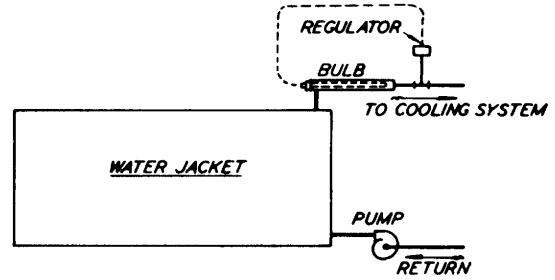 REGULATOR
BULB
TO COOLING SYSTEM
WATER JACKET
PUMP
RETURN